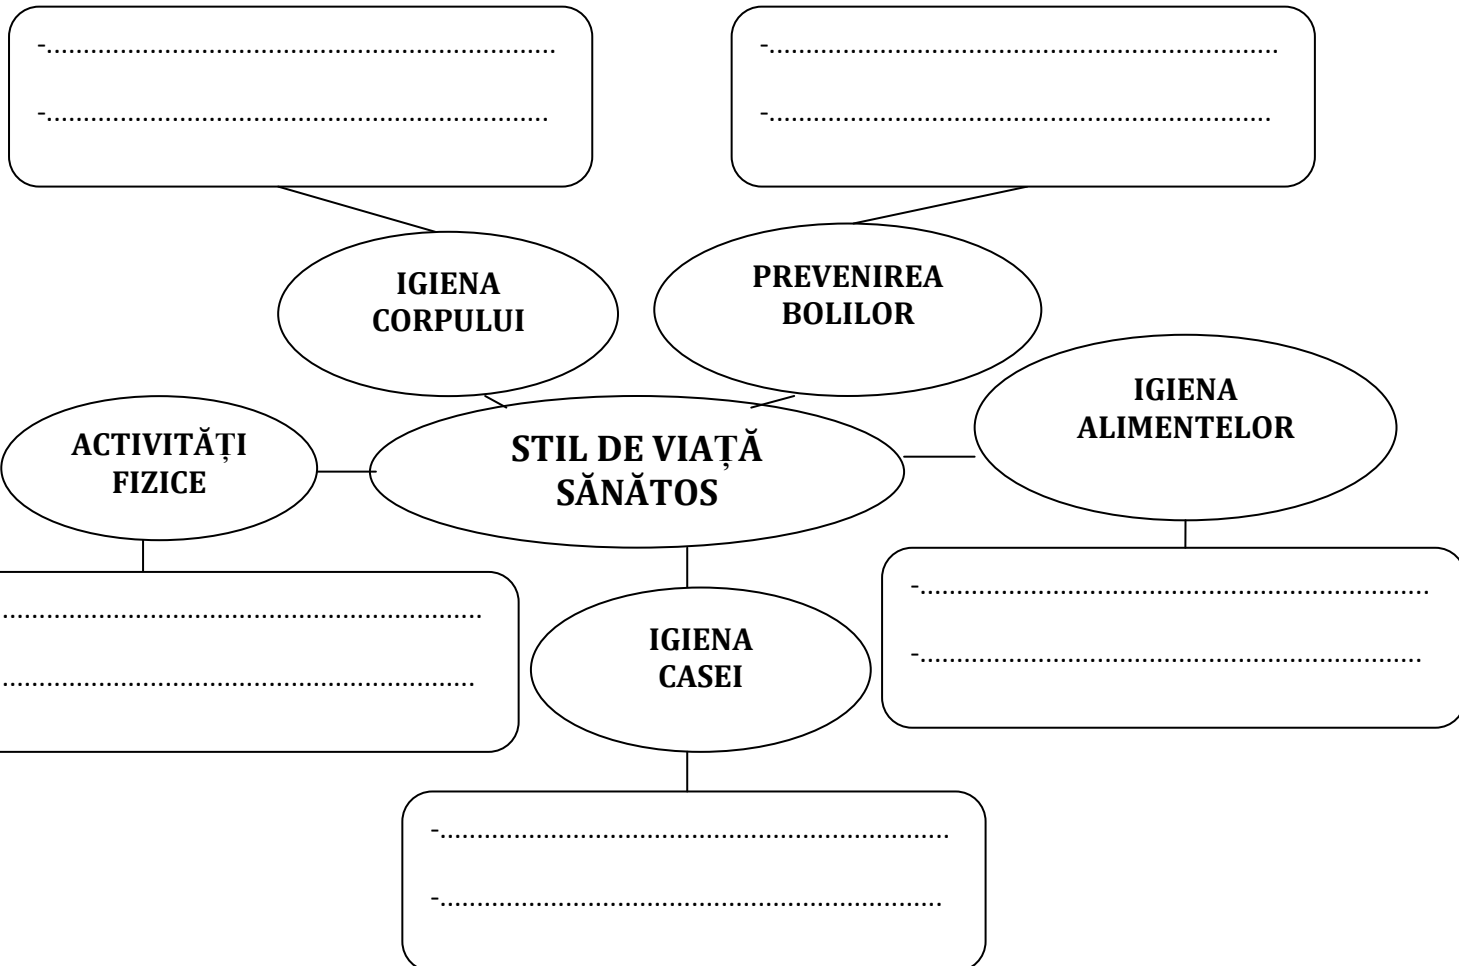 -....................................................................
-...................................................................
-....................................................................
-...................................................................
IGIENA
CORPULUI
PREVENIREA
BOLILOR
IGIENA
ALIMENTELOR
ACTIVITĂȚI
FIZICE
STIL DE VIAȚĂ
SĂNĂTOS
................................................................
...............................................................
-....................................................................
-...................................................................
IGIENA
CASEI
-....................................................................
-...................................................................